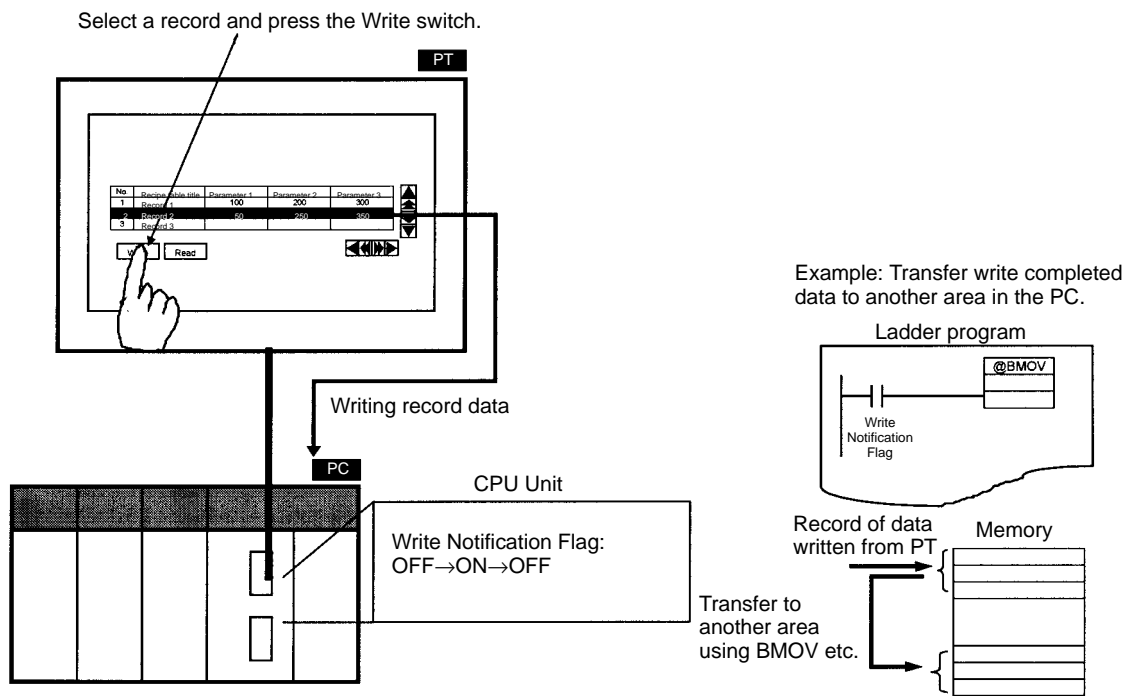 Select a record and press the Write switch.
PT
No. Recipe table title Parameter 1 Parameter 2 Parameter 3
1 Record 1 100 200 300
2 Record 2 50 250 350
3 Record 3
Read
Writing record data
PC
CPU Unit
Write Notification Flag:
OFF→ON→OFF
Example: Transfer write completed
data to another area in the PC.
Ladder program
@BMOV
Write
Notification
Flag
Record of data
written from PT
Memory
Transfer to
another area
using BMOV etc.